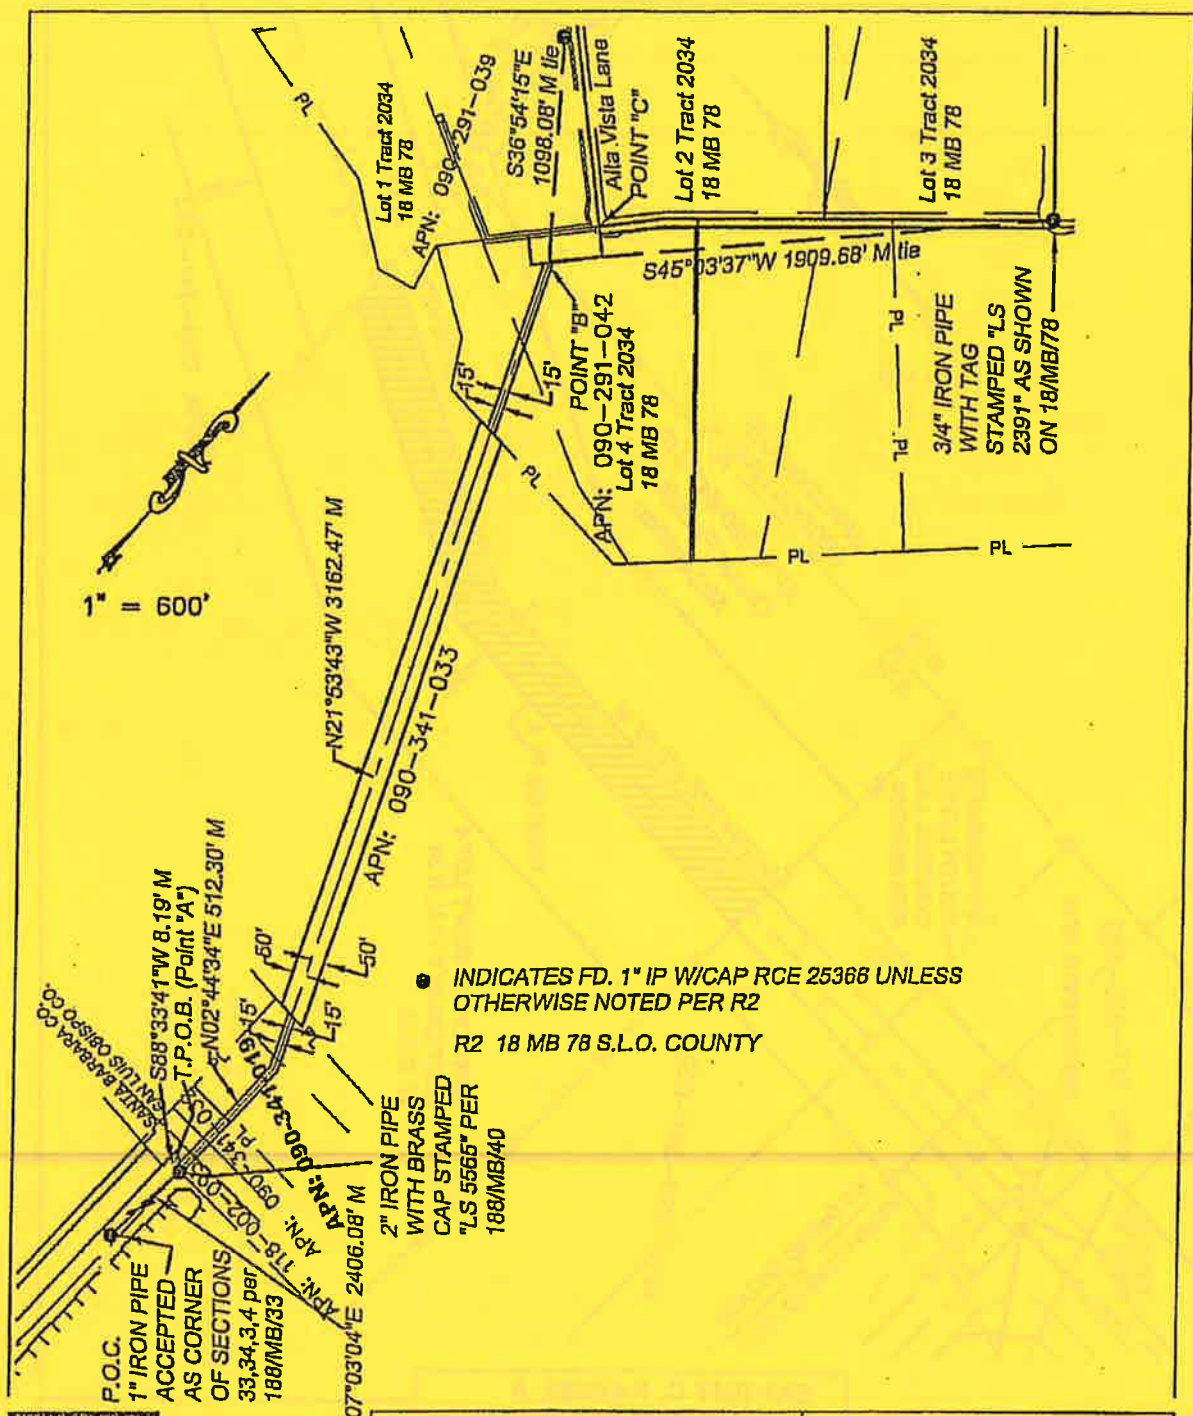 PL
Lot 1 Tract 2034
18 MB 78
APN: 090-291-039
S36°54'15"E
1098.08' M tie
Alta Vista Lane
POINT "C"
Lot 2 Tract 2034
18 MB 78
Lot 3 Tract 2034
18 MB 78
S45°03'37"W 1909.68' M tie
POINT "B"
APN: 090-291-042
Lot 4 Tract 2034
18 MB 78
15'
15'
PL
PL
PL
PL
PL
3/4" IRON PIPE
WITH TAG
STAMPED "LS
2391" AS SHOWN
ON 18/MB/78
1" = 600'
N21°53'43"W 3162.47' M
APN: 090-341-033
50'
50'
15'
15'
SANTA BARBARA CO.
SAN LUIS OBISPO CO.
S88°33'41"W 8.19' M
T.P.O.B. (Point "A")
N02°44'34"E 512.30' M
APN: 090-341-019
APN: 090-341-
PL
APN: 118-002-
07°03'04"E 2406.08' M
2" IRON PIPE
WITH BRASS
CAP STAMPED
"LS 5565" PER
188/MB/40
INDICATES FD. 1" IP W/CAP RCE 25366 UNLESS
OTHERWISE NOTED PER R2
R2 18 MB 78 S.L.O. COUNTY
P.O.C.
1" IRON PIPE
ACCEPTED
AS CORNER
OF SECTIONS
33,34,3,4 per
188/MB/33